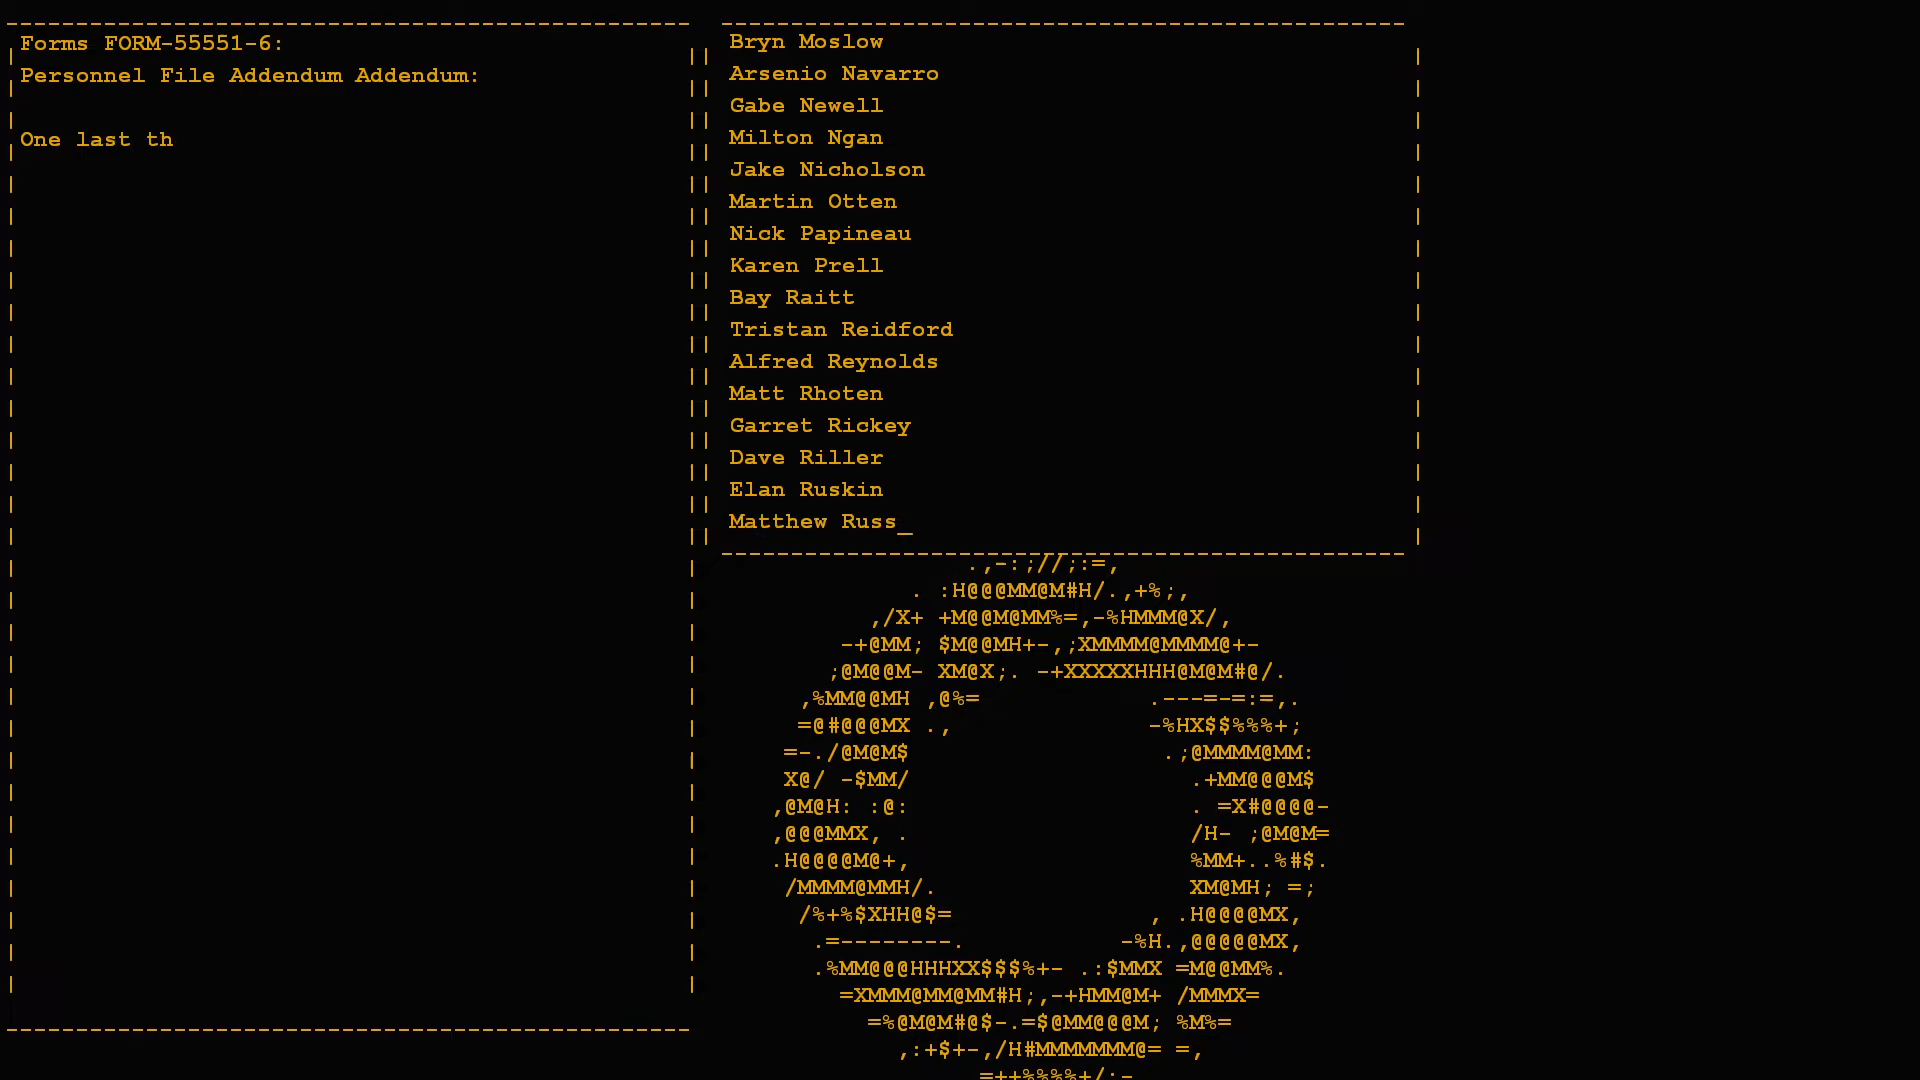 Forms FORM-55551-6:
Personnel File Addendum Addendum:
One last th
Bryn Moslow
Arsenio Navarro
Gabe Newell
Milton Ngan
Jake Nicholson
Martin Otten
Nick Papineau
Karen Prell
Bay Raitt
Tristan Reidford
Alfred Reynolds
Matt Rhoten
Garret Rickey
Dave Riller
Elan Ruskin
Matthew Russ_